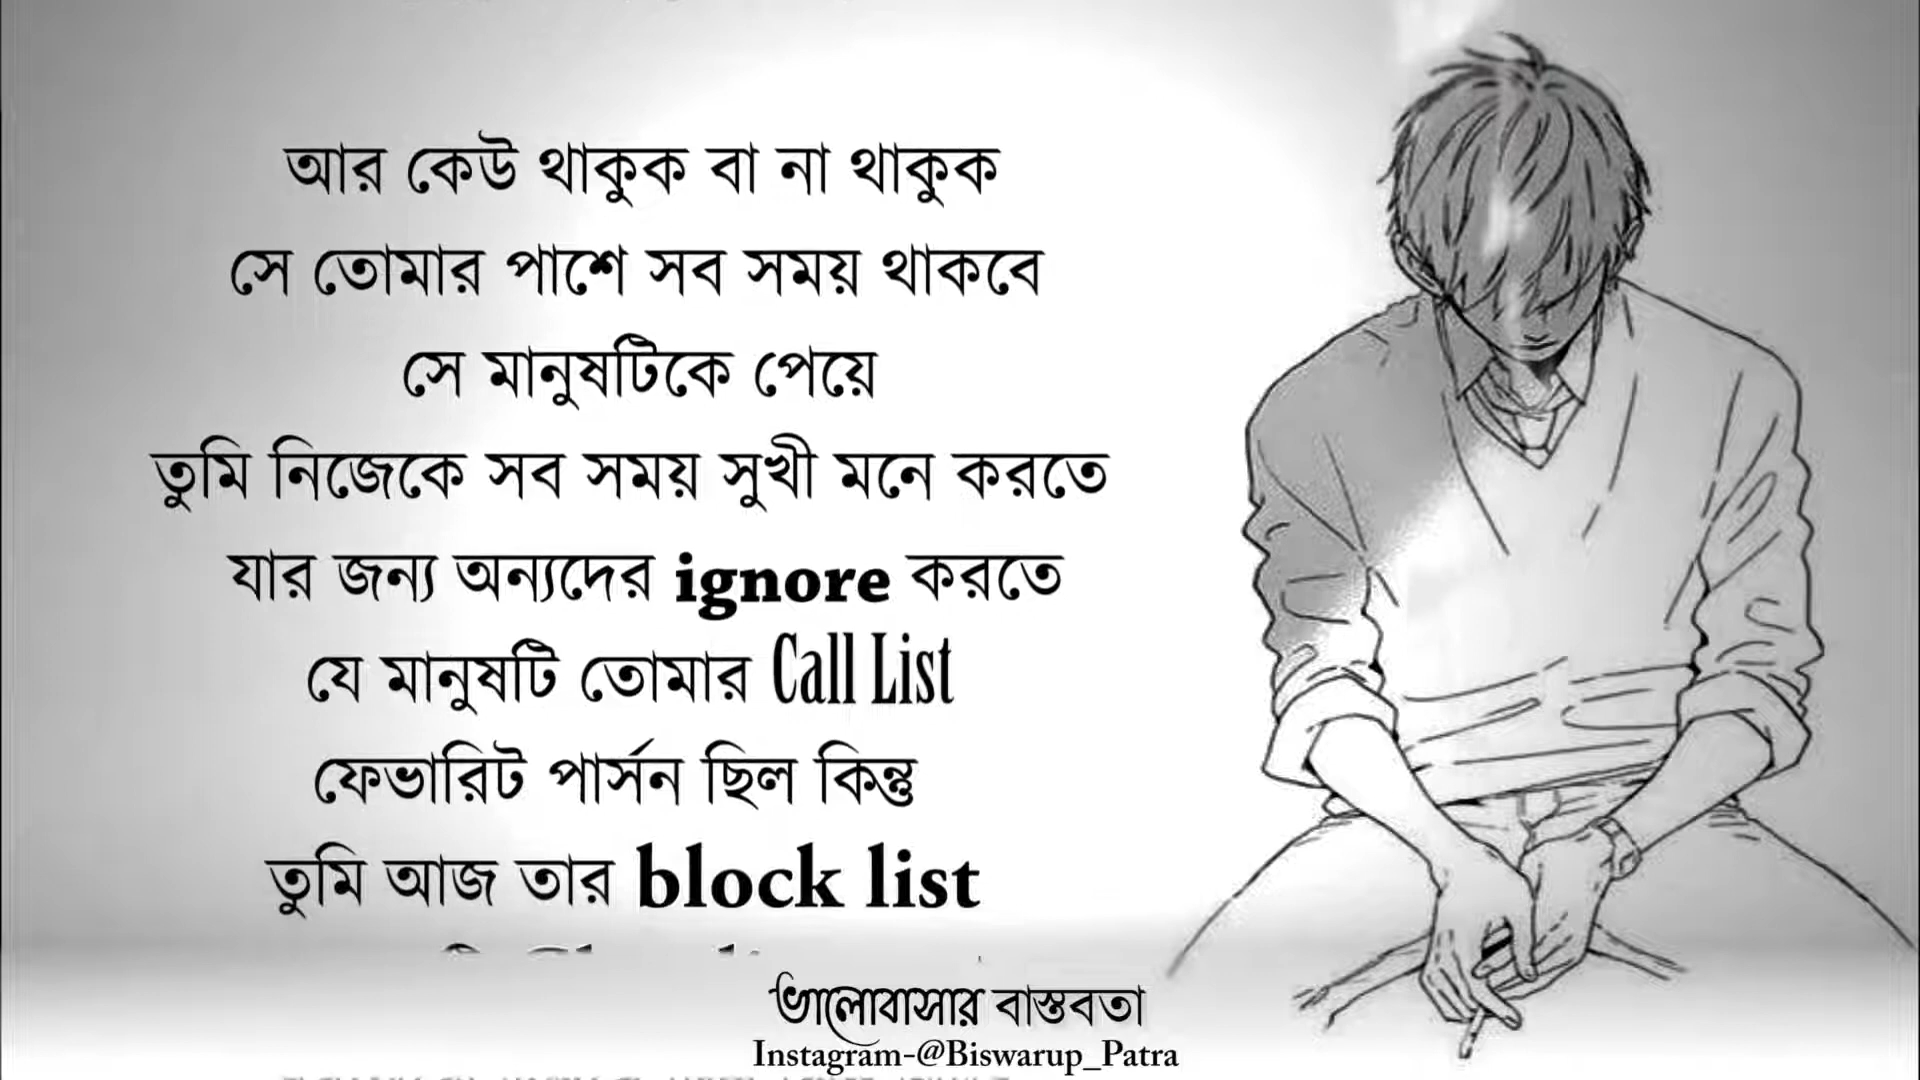 আর কেউ থাকুক বা না থাকুক
সে তোমার পাশে সব সময় থাকবে
সে মানুষটিকে পেয়ে
তুমি নিজেকে সব সময় সুখী মনে করতে
যার জন্য অন্যদের ignore করতে
যে মানুষটি তোমার Call List
ফেভারিট পার্সন ছিল কিন্তু
তুমি আজ তার block list
ভালোবাসার বাস্তবতা
Instagram-@Biswarup_Patra